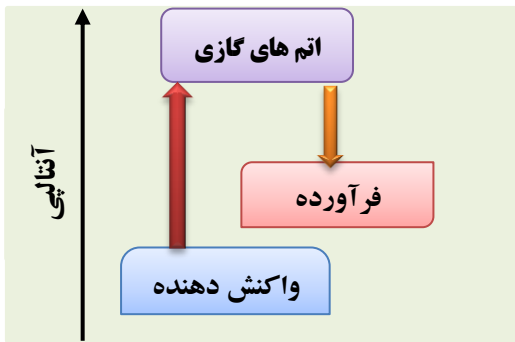 اتم های گازی
آنتالپی
فرآورده
واکنش دهنده